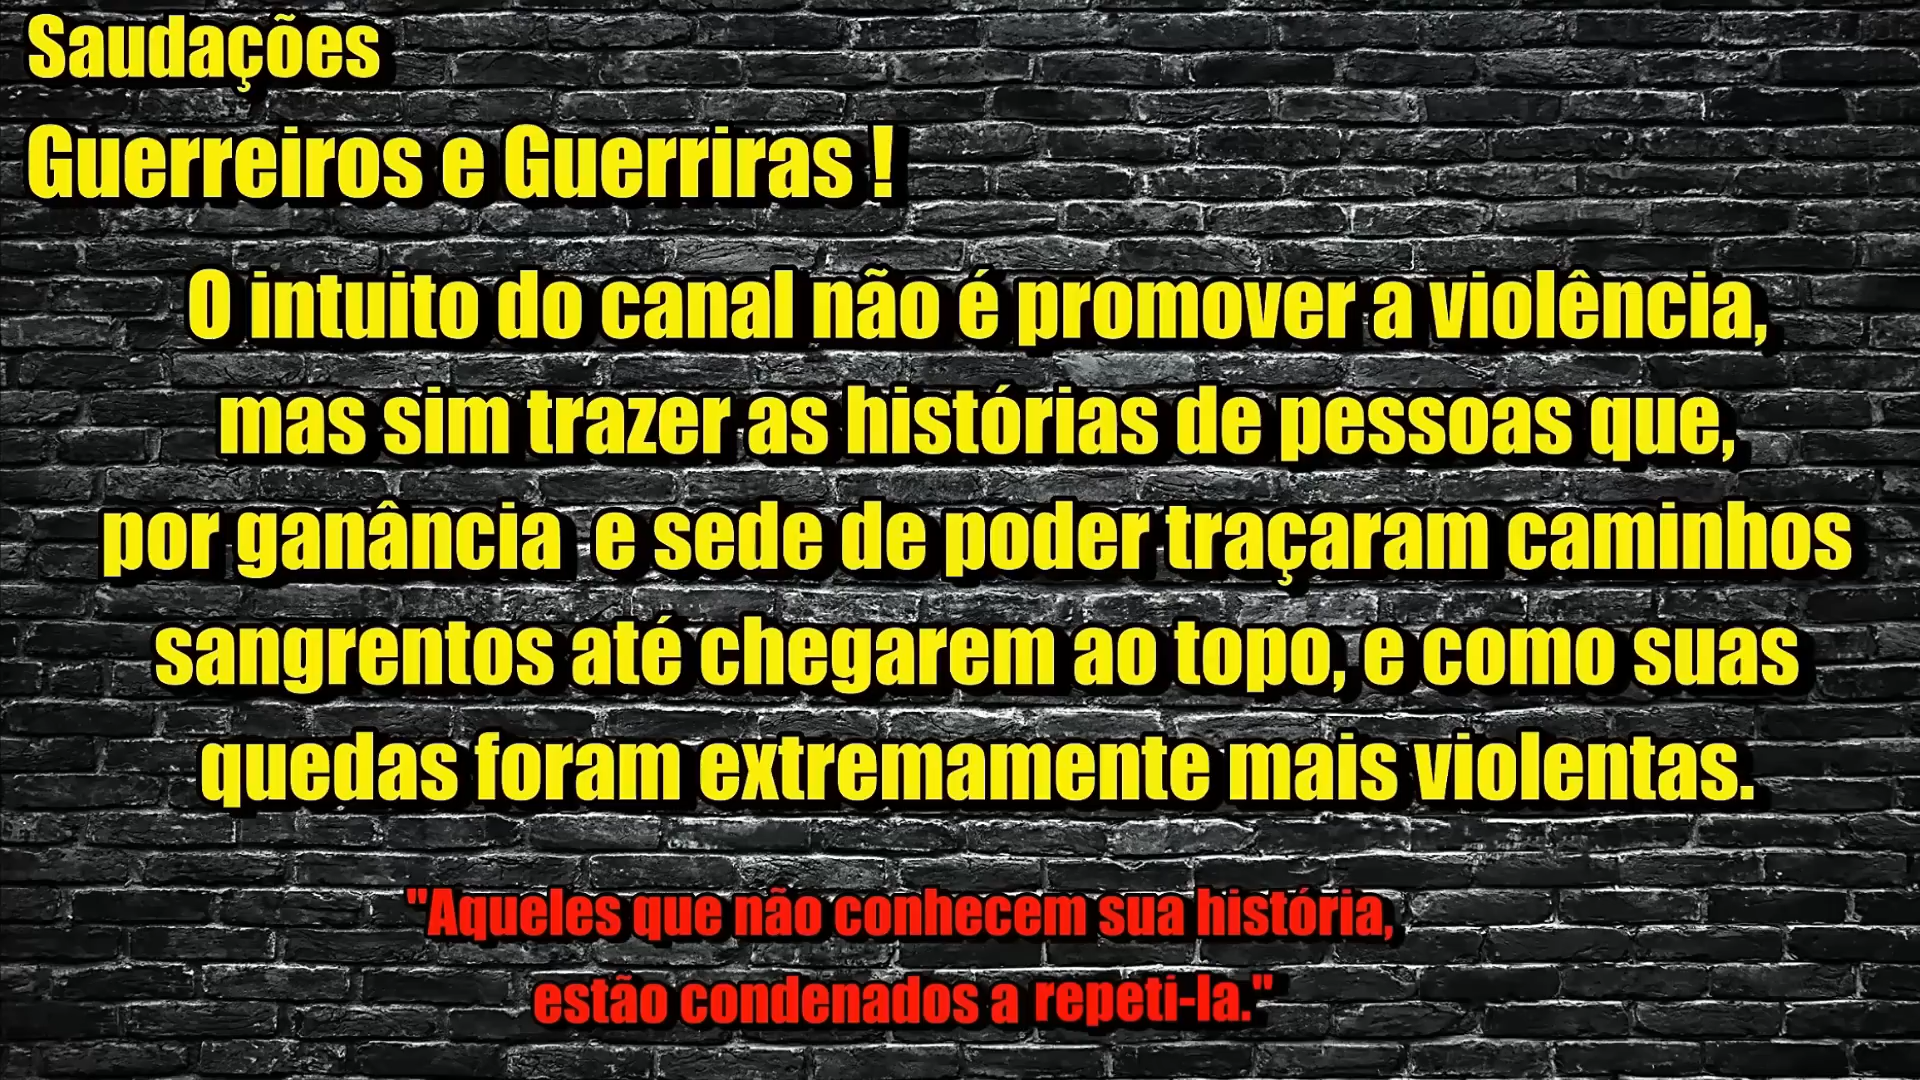 Saudações
Guerreiros e Guerriras !
O intuito do canal não é promover a violência,
mas sim trazer as histórias de pessoas que,
por ganância e sede de poder traçaram caminhos
sangrentos até chegarem ao topo, e como suas
quedas foram extremamente mais violentas.
"Aqueles que não conhecem sua história,
estão condenados a repeti-la."